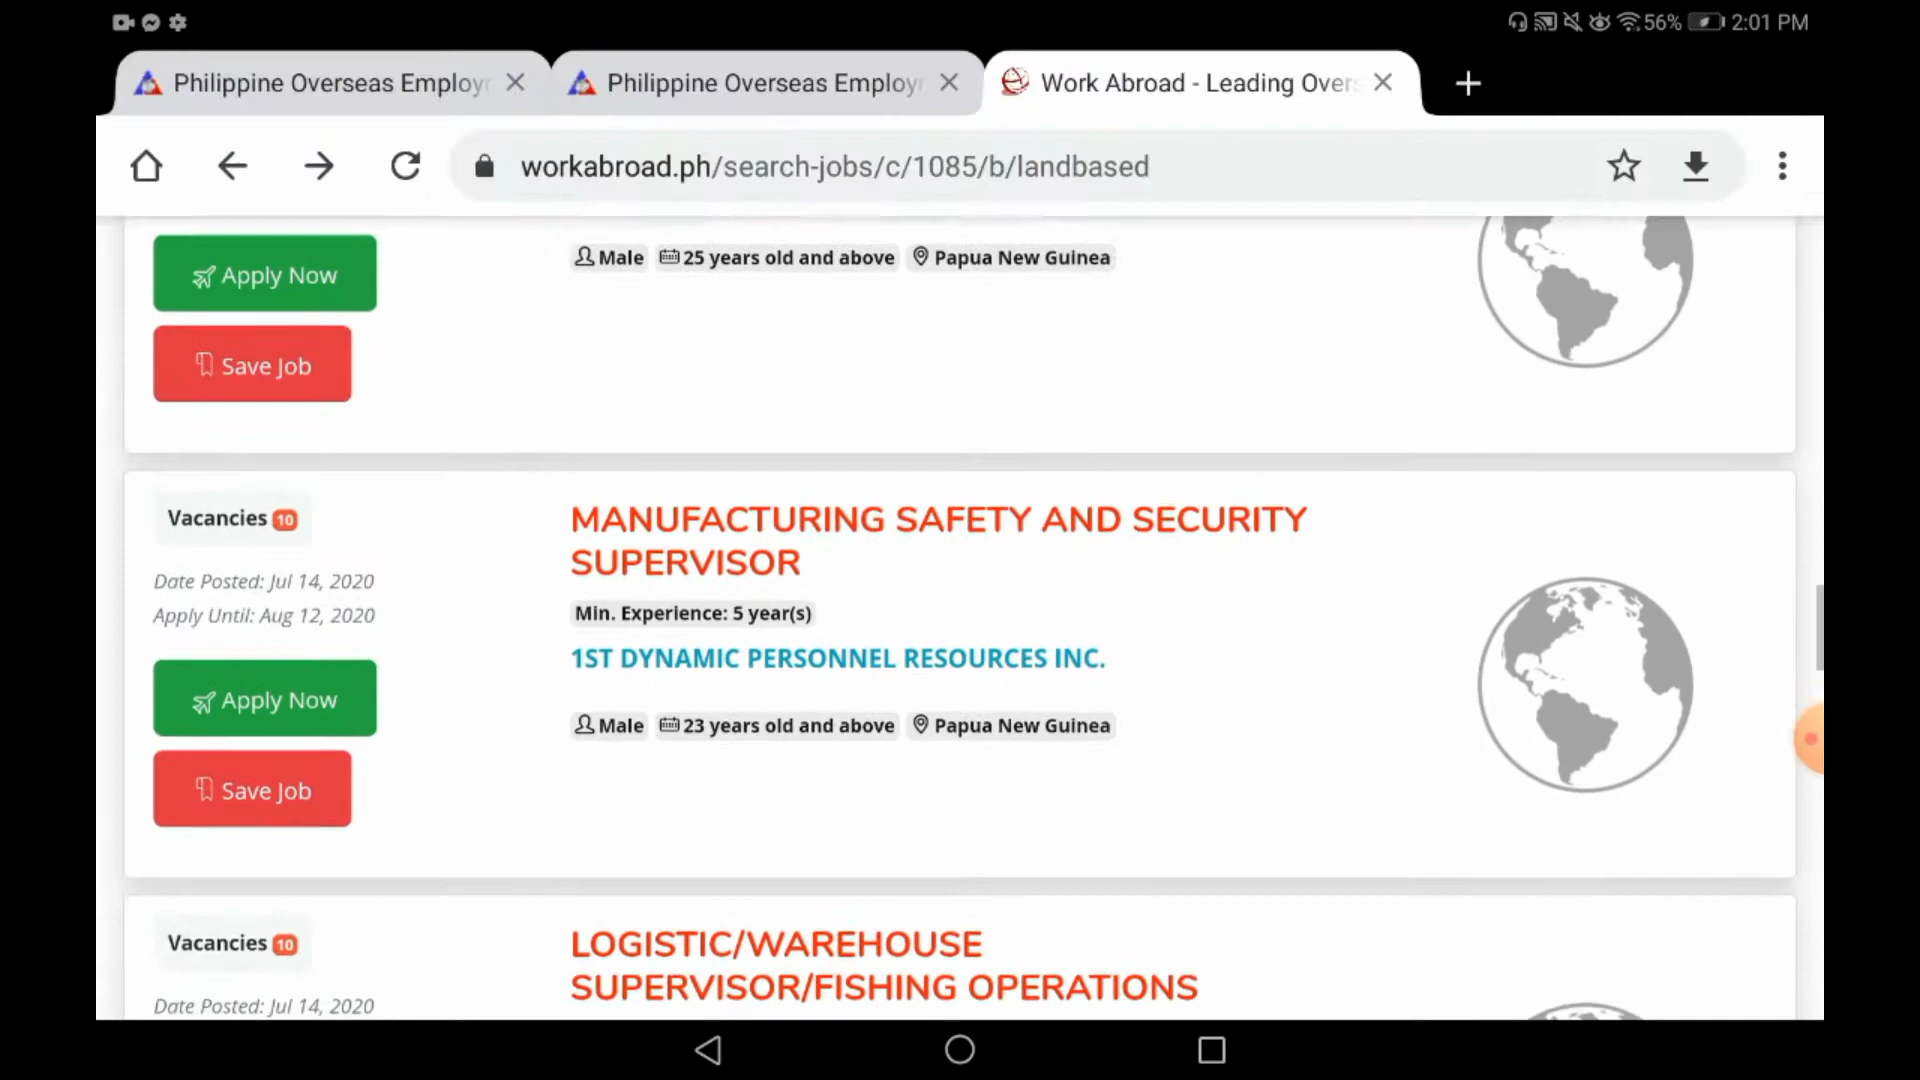 56% 2:01 PM
Philippine Overseas Employr
Philippine Overseas Employr
Work Abroad - Leading Overs
workabroad.ph/search-jobs/c/1085/b/landbased
Apply Now
Male 25 years old and above Papua New Guinea
Save Job
Vacancies 10
MANUFACTURING SAFETY AND SECURITY
SUPERVISOR
Date Posted: Jul 14, 2020
Apply Until: Aug 12, 2020
Min. Experience: 5 year(s)
1ST DYNAMIC PERSONNEL RESOURCES INC.
Apply Now
Male 23 years old and above Papua New Guinea
Save Job
Vacancies 10
LOGISTIC/WAREHOUSE
SUPERVISOR/FISHING OPERATIONS
Date Posted: Jul 14, 2020